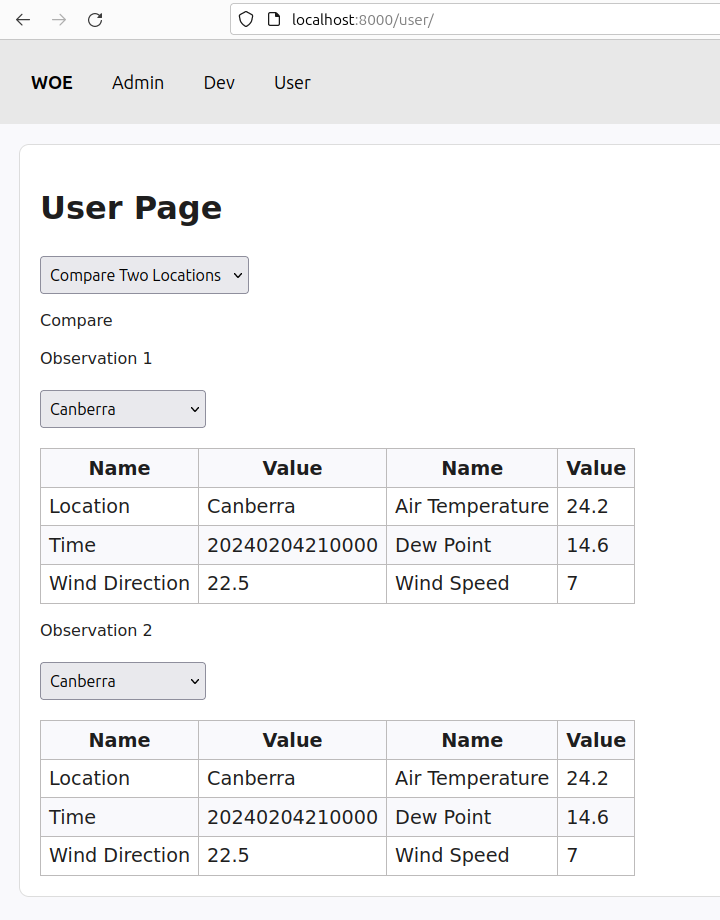 localhost:8000/user/
WOE Admin Dev User
User Page
Compare Two Locations
Compare
Observation 1
Canberra
Name Value Name Value
Location Canberra Air Temperature 24.2
Time 20240204210000 Dew Point 14.6
Wind Direction 22.5 Wind Speed 7
Observation 2
Canberra
Name Value Name Value
Location Canberra Air Temperature 24.2
Time 20240204210000 Dew Point 14.6
Wind Direction 22.5 Wind Speed 7